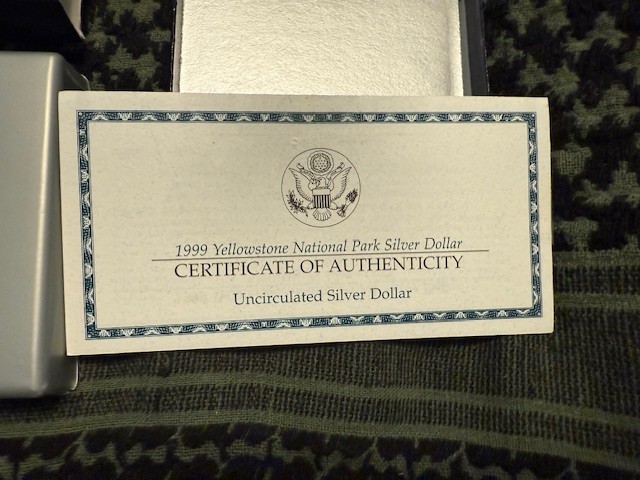 1999 Yellowstone National Park Silver Dollar
CERTIFICATE OF AUTHENTICITY
Uncirculated Silver Dollar